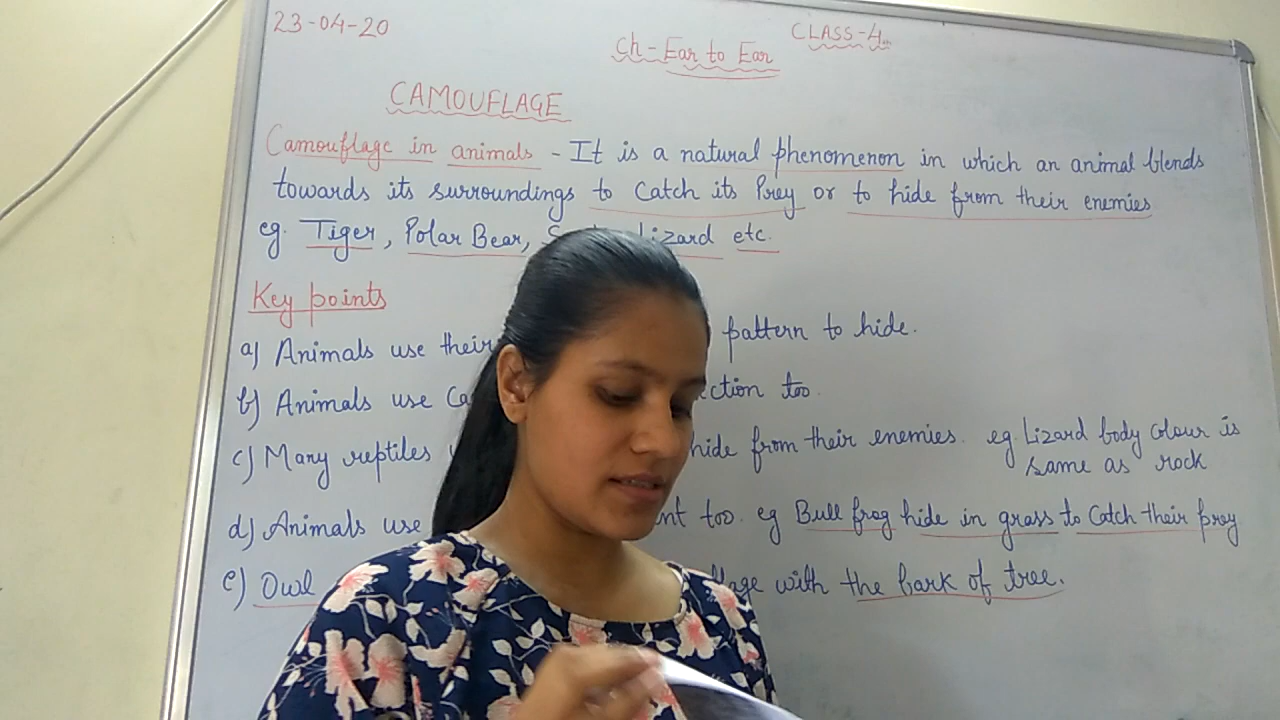 23-04-20
CLASS-4
Ch- Ear to Ear
CAMOUFLAGE
Camouflage in animals - It is a natural phenomenon in which an animal blends
towards its surroundings to Catch its Prey or to hide from their enemies
eg. Tiger, Polar Bear, Lizard etc.
Key points
a) Animals use their pattern to hide.
b) Animals use too.
c) Many reptiles hide from their enemies. eg Lizard body colour is
same as rock
d) Animals use too. eg Bull frog hide in grass to Catch their prey
e) Owl with the bark of tree.